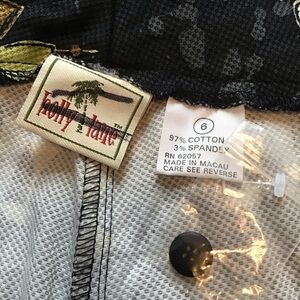 holly lane
6
97% COTTON
3% SPANDEX
RN 62057
MADE IN MACAU
CARE SEE REVERSE